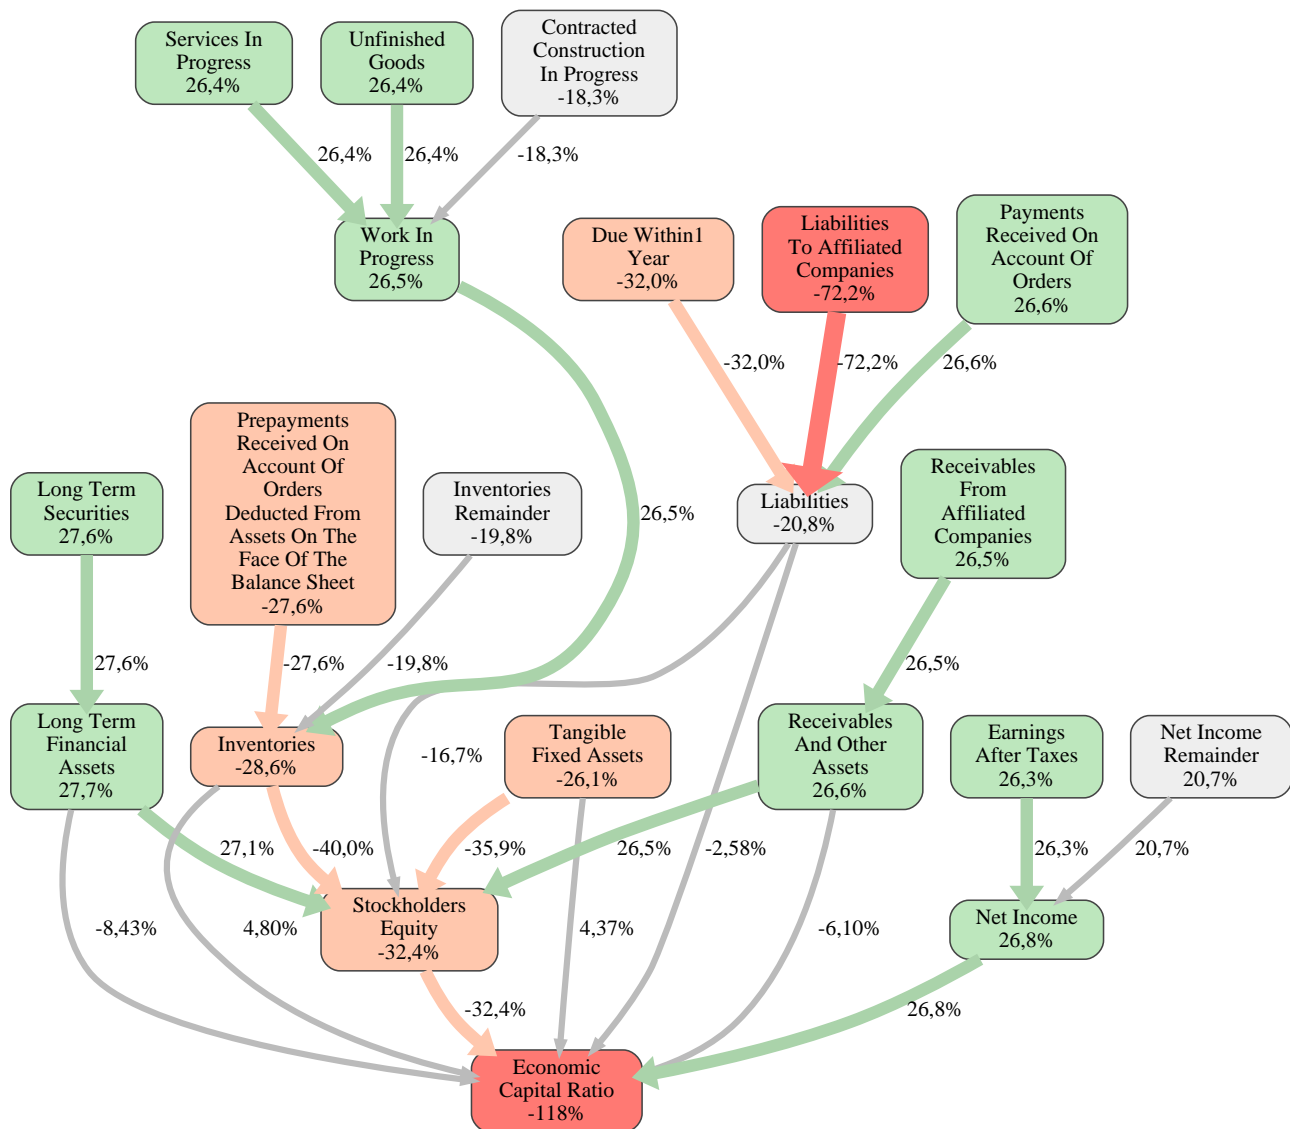 Services In
Progress
26,4%
Unfinished
Goods
26,4%
Contracted
Construction
In Progress
-18,3%
26,4%
26,4%
-18,3%
Work In
Progress
26,5%
Due Within1
Year
-32,0%
Liabilities
To Affiliated
Companies
-72,2%
Payments
Received On
Account Of
Orders
26,6%
-32,0%
-72,2%
26,6%
Long Term
Securities
27,6%
Prepayments
Received On
Account Of
Orders
Deducted From
Assets On The
Face Of The
Balance Sheet
-27,6%
Inventories
Remainder
-19,8%
26,5%
Liabilities
-20,8%
Receivables
From
Affiliated
Companies
26,5%
27,6%
-27,6%
-19,8%
26,5%
Long Term
Financial
Assets
27,7%
Inventories
-28,6%
-16,7%
Tangible
Fixed Assets
-26,1%
Receivables
And Other
Assets
26,6%
Earnings
After Taxes
26,3%
Net Income
Remainder
20,7%
27,1%
-40,0%
-35,9%
26,5%
-2,58%
26,3%
20,7%
-8,43%
4,80%
Stockholders
Equity
-32,4%
4,37%
-6,10%
Net Income
26,8%
-32,4%
26,8%
Economic
Capital Ratio
-118%